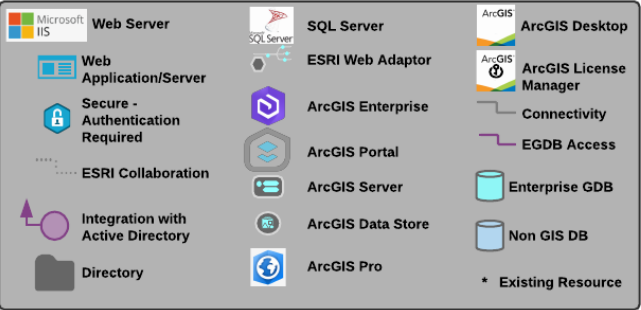 Microsoft
IIS
Web Server
Web
Application/Server
Secure -
Authentication
Required
ESRI Collaboration
Integration with
Active Directory
Directory
SQL Server
SQL Server
ESRI Web Adaptor
ArcGIS Enterprise
ArcGIS Portal
ArcGIS Server
ArcGIS Data Store
ArcGIS Pro
ArcGIS
ArcGIS Desktop
ArcGIS
ArcGIS License
Manager
Connectivity
EGDB Access
Enterprise GDB
Non GIS DB
* Existing Resource